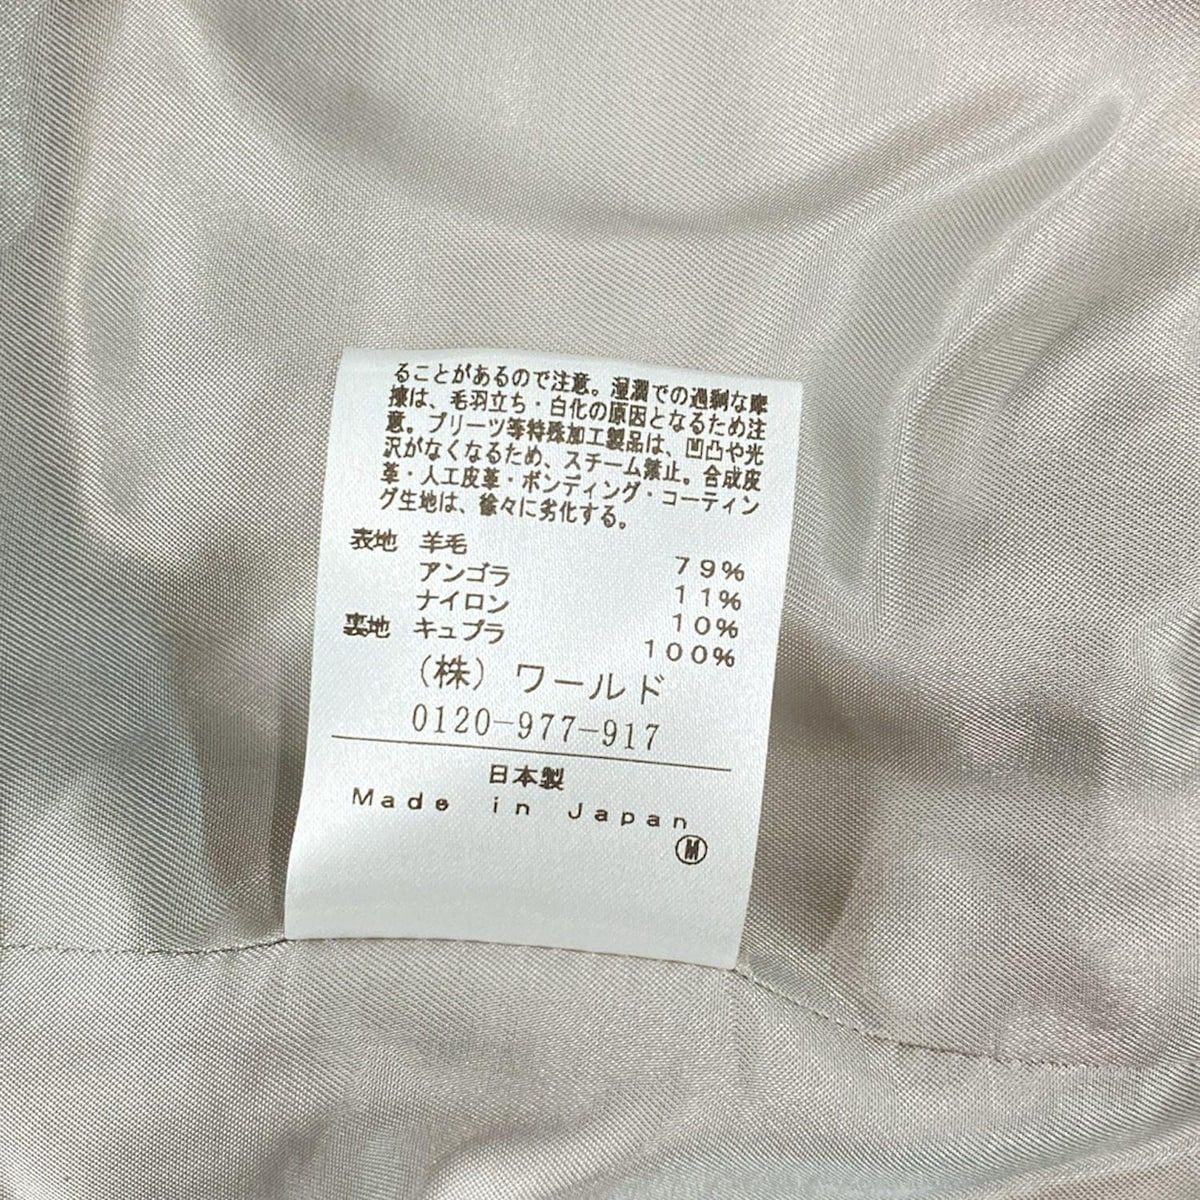 ることがあるので注意。湿潤での過剰な摩
擦は、毛羽立ち・白化の原因となるため注
意。プリーツ等特殊加工製品は、凹凸や光
沢がなくなるため、スチーム禁止。合成皮
革・人工皮革・ボンディング・コーティン
グ生地は、徐々に劣化する。
表地 羊毛 79%
アンゴラ 11%
ナイロン 10%
裏地 キュプラ 100%
(株) ワールド
0120-977-917
日本製
Made in Japan
Ⓜ